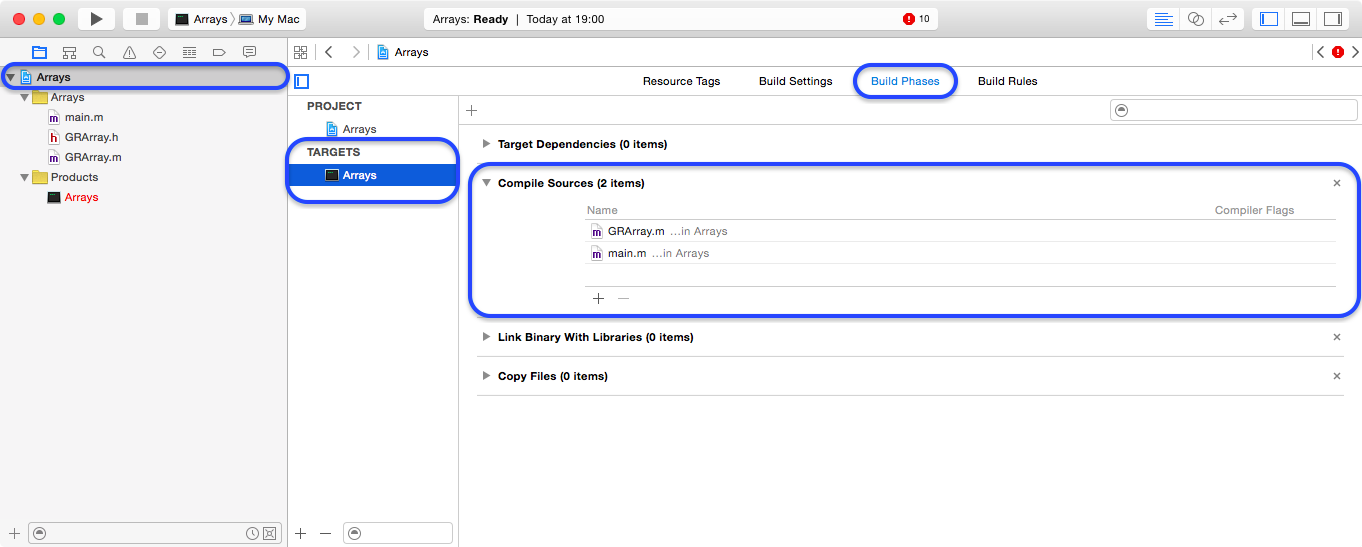 Arrays My Mac
Arrays: Ready | Today at 19:00
10
Arrays
Arrays
Arrays
main.m
GRArray.h
GRArray.m
Products
Arrays
Resource Tags Build Settings Build Phases Build Rules
PROJECT
Arrays
TARGETS
Arrays
Target Dependencies (0 items)
Compile Sources (2 items)
Name Compiler Flags
GRArray.m ...in Arrays
main.m ...in Arrays
Link Binary With Libraries (0 items)
Copy Files (0 items)